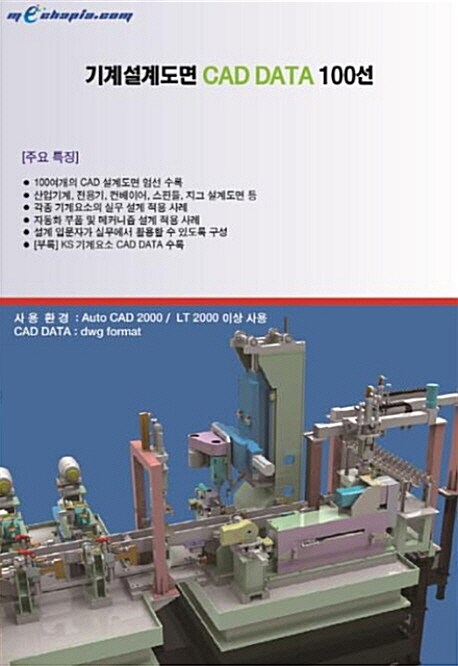 mechapia.com
기계설계도면 CAD DATA 100선
[주요 특징]
● 100여개의 CAD 설계도면 엄선 수록
● 산업기계, 전용기, 컨베이어, 스핀들, 지그 설계도면 등
● 각종 기계요소의 실무 설계 적용 사례
● 자동화 부품 및 메커니즘 설계 적용 사례
● 설계 입문자가 실무에서 활용할 수 있도록 구성
● [부록] KS 기계요소 CAD DATA 수록
사 용 환 경 : Auto CAD 2000 / LT 2000 이상 사용
CAD DATA : dwg format